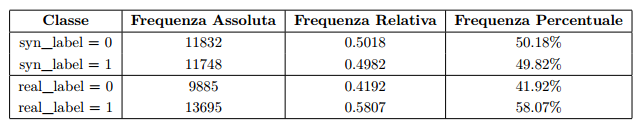 Classe Frequenza Assoluta Frequenza Relativa Frequenza Percentuale
syn_label = 0 11832 0.5018 50.18%
syn_label = 1 11748 0.4982 49.82%
real_label = 0 9885 0.4192 41.92%
real_label = 1 13695 0.5807 58.07%